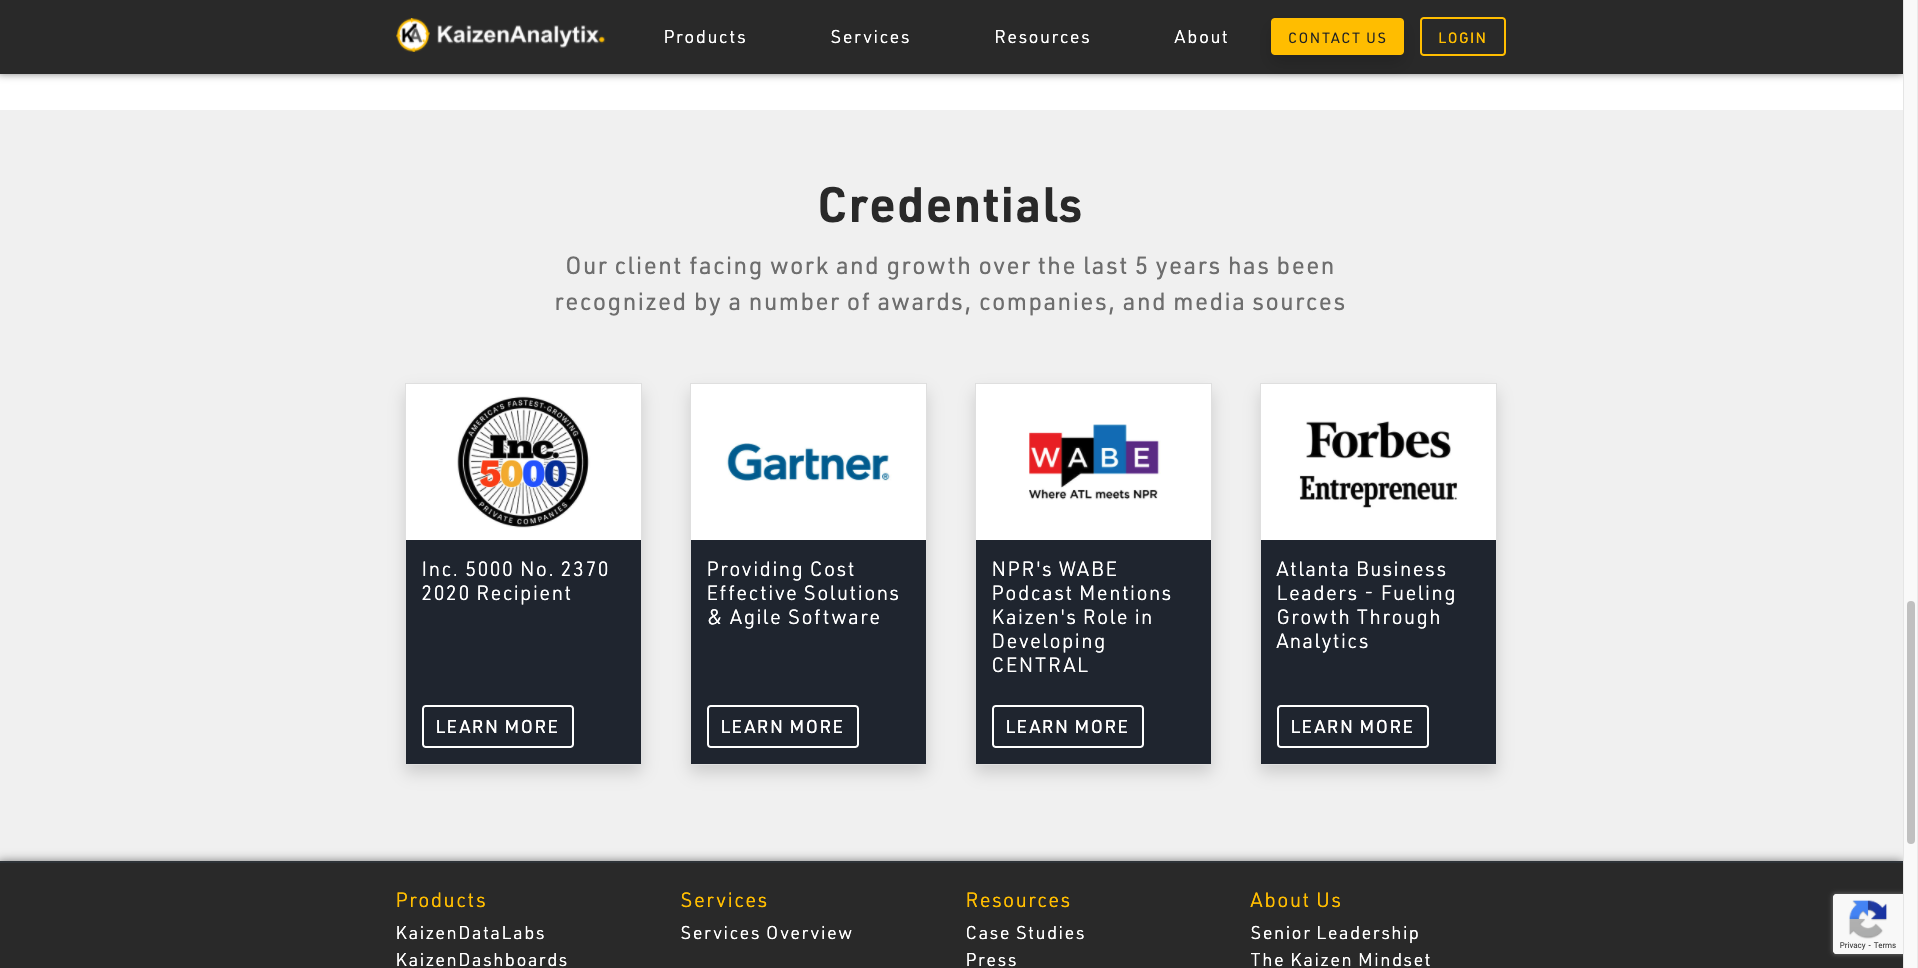 KA KaizenAnalytix.
Products
Services
Resources
About
CONTACT US
LOGIN
Credentials
Our client facing work and growth over the last 5 years has been
recognized by a number of awards, companies, and media sources
AMERICA'S FASTEST-GROWING
Inc.
5000
PRIVATE COMPANIES
Inc. 5000 No. 2370
2020 Recipient
LEARN MORE
Gartner®
Providing Cost
Effective Solutions
& Agile Software
LEARN MORE
WABE
Where ATL meets NPR
NPR's WABE
Podcast Mentions
Kaizen's Role in
Developing
CENTRAL
LEARN MORE
Forbes
Entrepreneur
Atlanta Business
Leaders - Fueling
Growth Through
Analytics
LEARN MORE
Products
KaizenDataLabs
KaizenDashboards
Services
Services Overview
Resources
Case Studies
Press
About Us
Senior Leadership
The Kaizen Mindset
Privacy - Terms